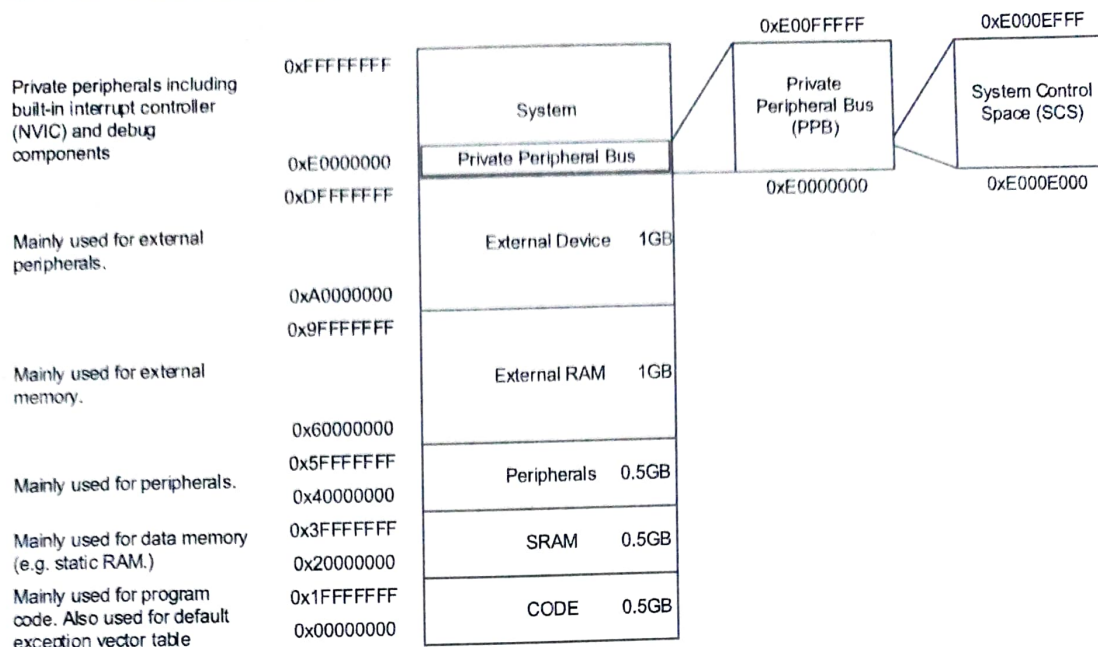 0xE00FFFFF
0xE000EFFF
Private peripherals including
built-in interrupt controller
(NVIC) and debug
components
0xFFFFFFFF
System
Private
Peripheral Bus
(PPB)
System Control
Space (SCS)
0xE0000000
Private Peripheral Bus
0xE0000000
0xE000E000
0xDFFFFFFF
Mainly used for external
peripherals.
External Device 1GB
0xA0000000
0x9FFFFFFF
Mainly used for external
memory.
External RAM 1GB
0x60000000
0x5FFFFFFF
Mainly used for peripherals.
Peripherals 0.5GB
0x40000000
0x3FFFFFFF
Mainly used for data memory
(e.g. static RAM.)
SRAM 0.5GB
0x20000000
Mainly used for program
code. Also used for default
exception vector table
0x1FFFFFFF
CODE 0.5GB
0x00000000